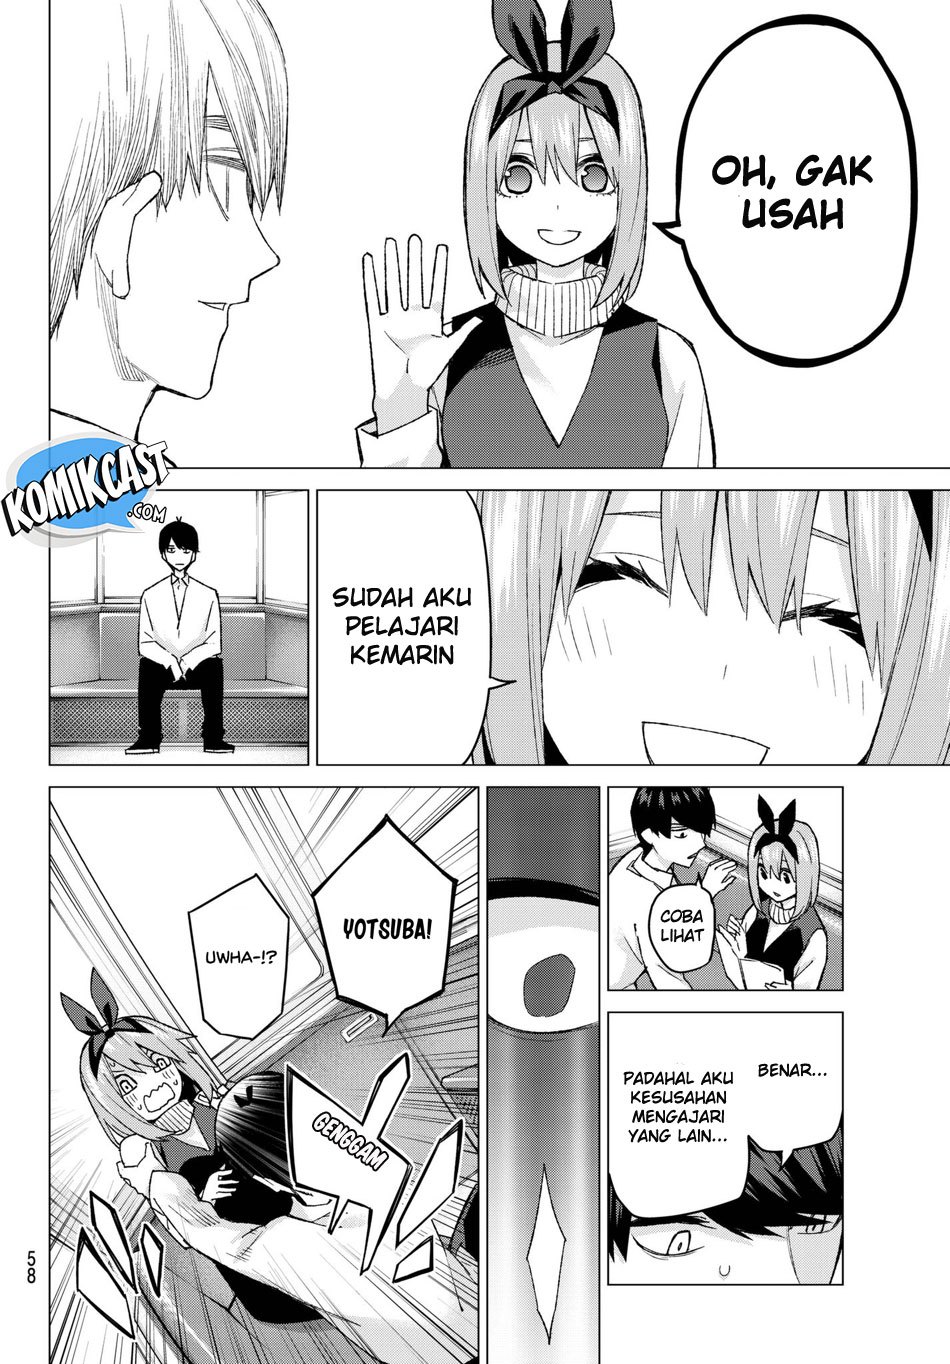 OH, GAK
USAH
KOMIKCAST
.COM
SUDAH AKU
PELAJARI
KEMARIN
COBA
LIHAT
BENAR...
PADAHAL AKU
KESUSAHAN
MENGAJARI
YANG LAIN...
YOTSUBA!
UWHA-!?
GENGGAM
58